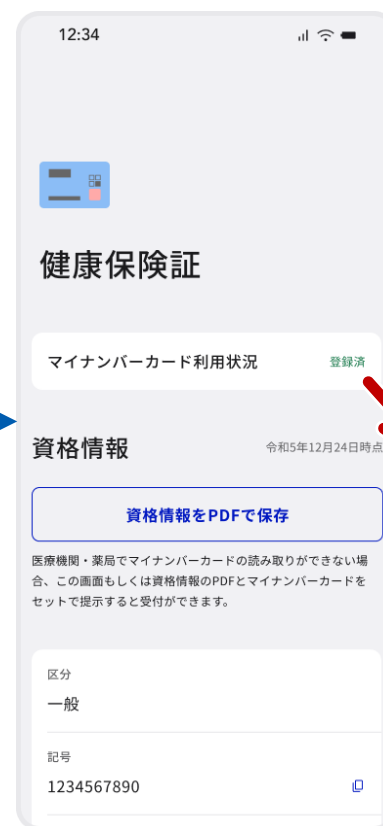 12:34
健康保険証
マイナンバーカード利用状況 登録済
資格情報 令和5年12月24日時点
資格情報をPDFで保存
医療機関・薬局でマイナンバーカードの読み取りができない場
合、この画面もしくは資格情報のPDFとマイナンバーカードを
セットで提示すると受付ができます。
区分
一般
記号
1234567890